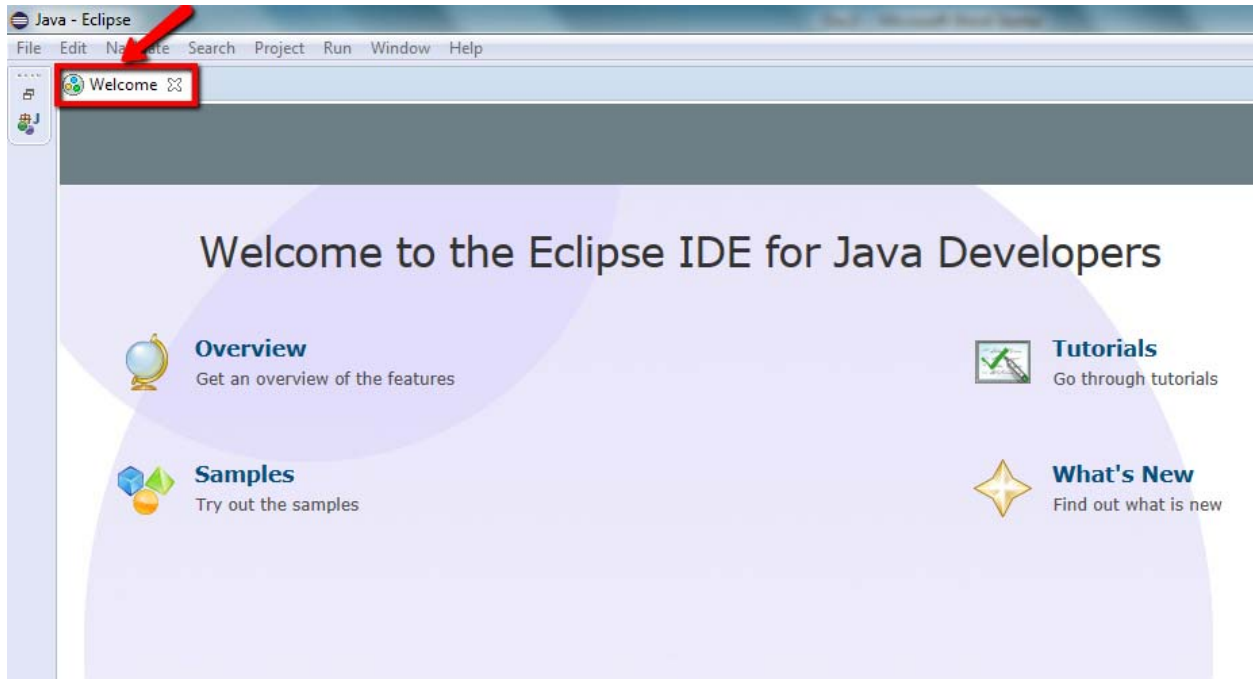 Java - Eclipse
File Edit Navigate Search Project Run Window Help
Welcome
J
Welcome to the Eclipse IDE for Java Developers
Overview
Get an overview of the features
Tutorials
Go through tutorials
Samples
Try out the samples
What's New
Find out what is new